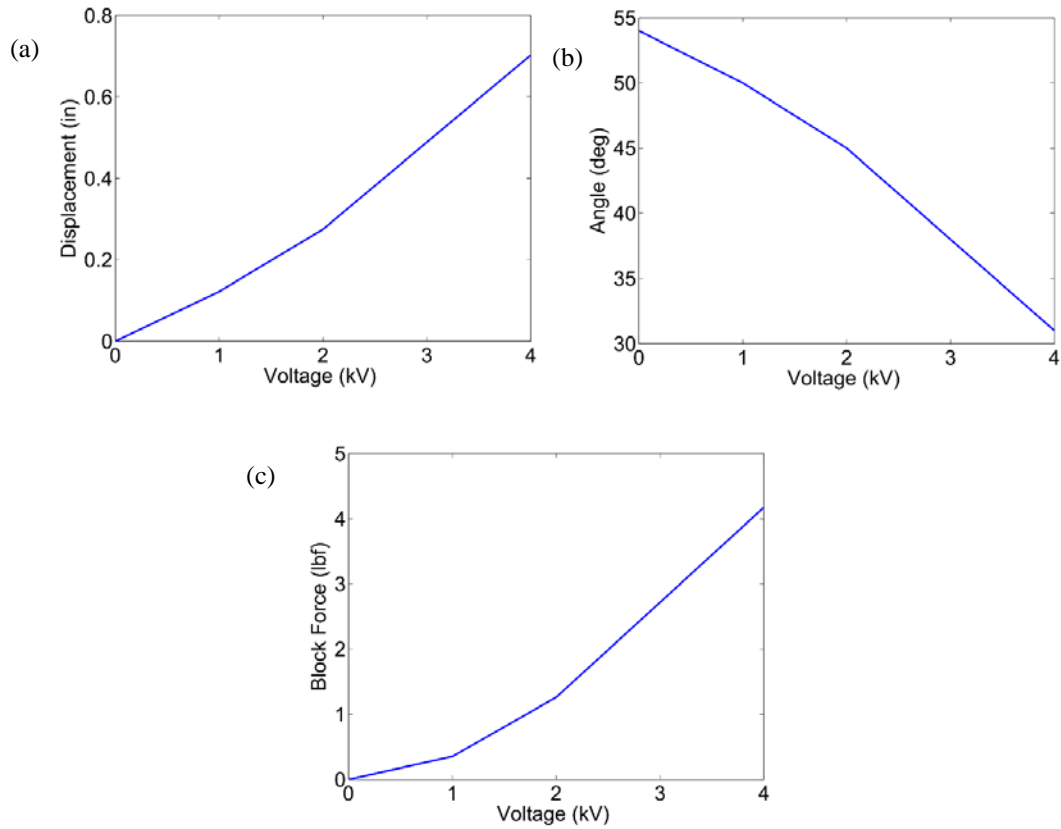 (a)
Displacement (in)
0.8
0.6
0.4
0.2
0
0 1 2 3 4
Voltage (kV)
(b)
Angle (deg)
55
50
45
40
35
30
0 1 2 3 4
Voltage (kV)
(c)
Block Force (lbf)
5
4
3
2
1
0
0 1 2 3 4
Voltage (kV)